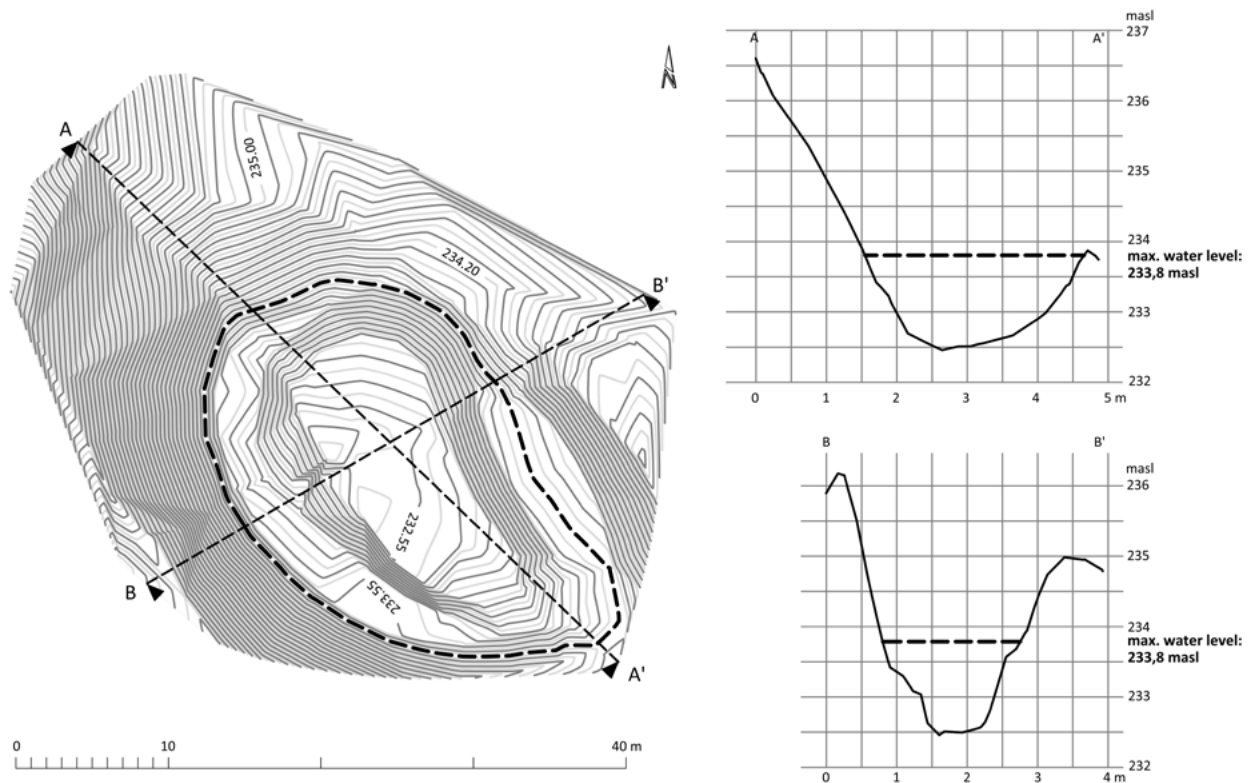 A
N
235.00
234.20
B'
232.55
B
233.55
A'
0 10 40 m
masl
A A' 237
236
235
234
max. water level:
233,8 masl
233
232
0 1 2 3 4 5 m
B B'
masl
236
235
234
max. water level:
233,8 masl
233
232
0 1 2 3 4 m